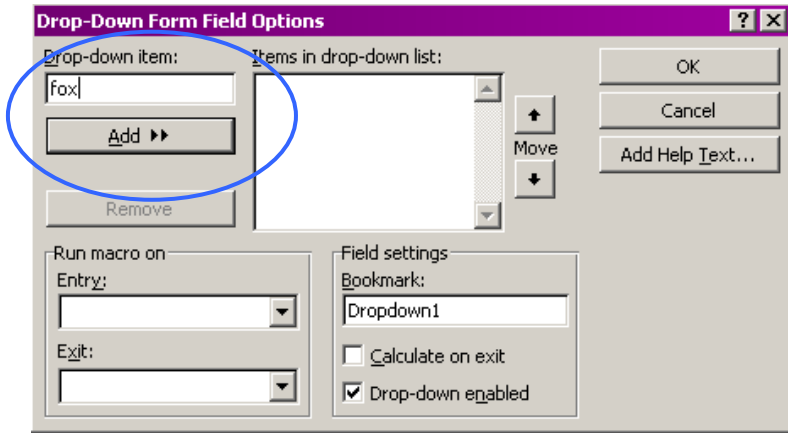 Drop-Down Form Field Options
Drop-down item:
fox
Add
Remove
Items in drop-down list:
Move
OK
Cancel
Add Help Text...
Run macro on
Entry:
Exit:
Field settings
Bookmark:
Dropdown1
Calculate on exit
Drop-down enabled